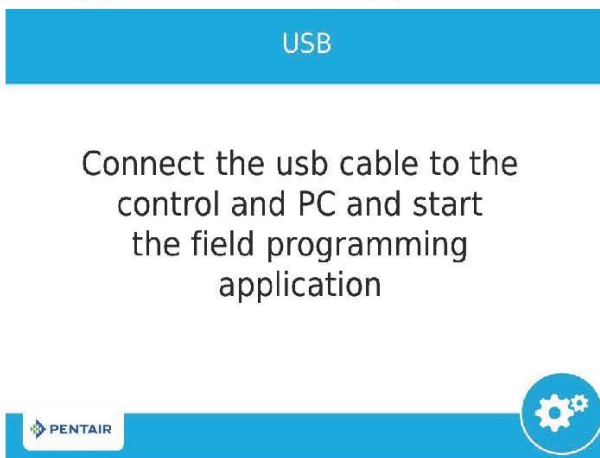 USB
Connect the usb cable to the
control and PC and start
the field programming
application
PENTAIR